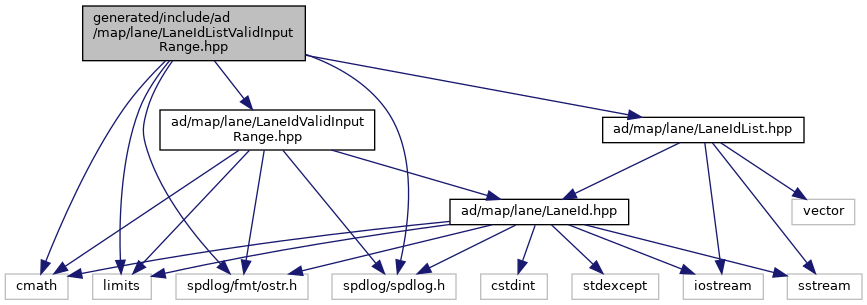 generated/include/ad
/map/lane/LaneIdListValidInput
Range.hpp
ad/map/lane/LaneIdValidInput
Range.hpp
ad/map/lane/LaneIdList.hpp
ad/map/lane/LaneId.hpp
vector
cmath
limits
spdlog/fmt/ostr.h
spdlog/spdlog.h
cstdint
stdexcept
iostream
sstream